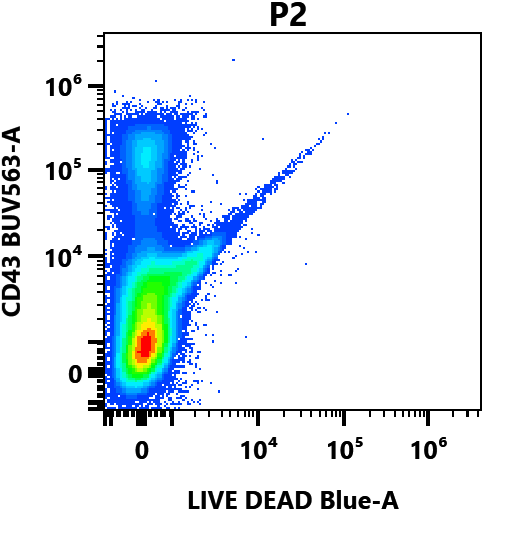 P2
CD43 BUV563-A
10⁶
10⁵
10⁴
0
0 10⁴ 10⁵ 10⁶
LIVE DEAD Blue-A